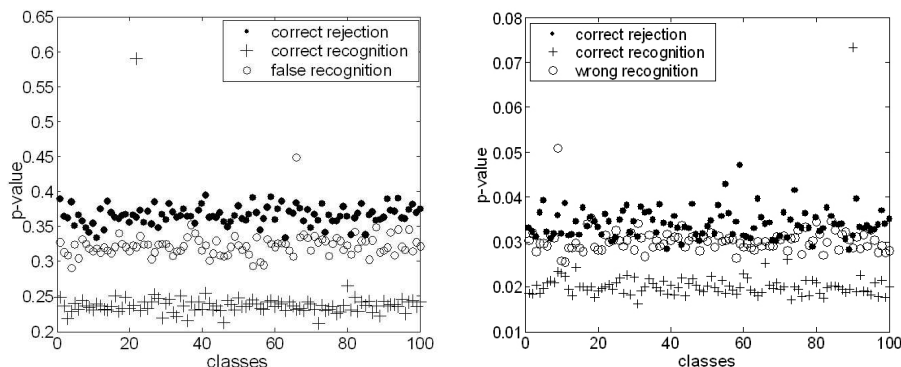 0.65
0.6
0.55
0.5
0.45
0.4
0.35
0.3
0.25
0.2
p-value
correct rejection
correct recognition
false recognition
0 20 40 60 80 100
classes
0.08
0.07
0.06
0.05
0.04
0.03
0.02
0.01
p-value
correct rejection
correct recognition
wrong recognition
0 20 40 60 80 100
classes